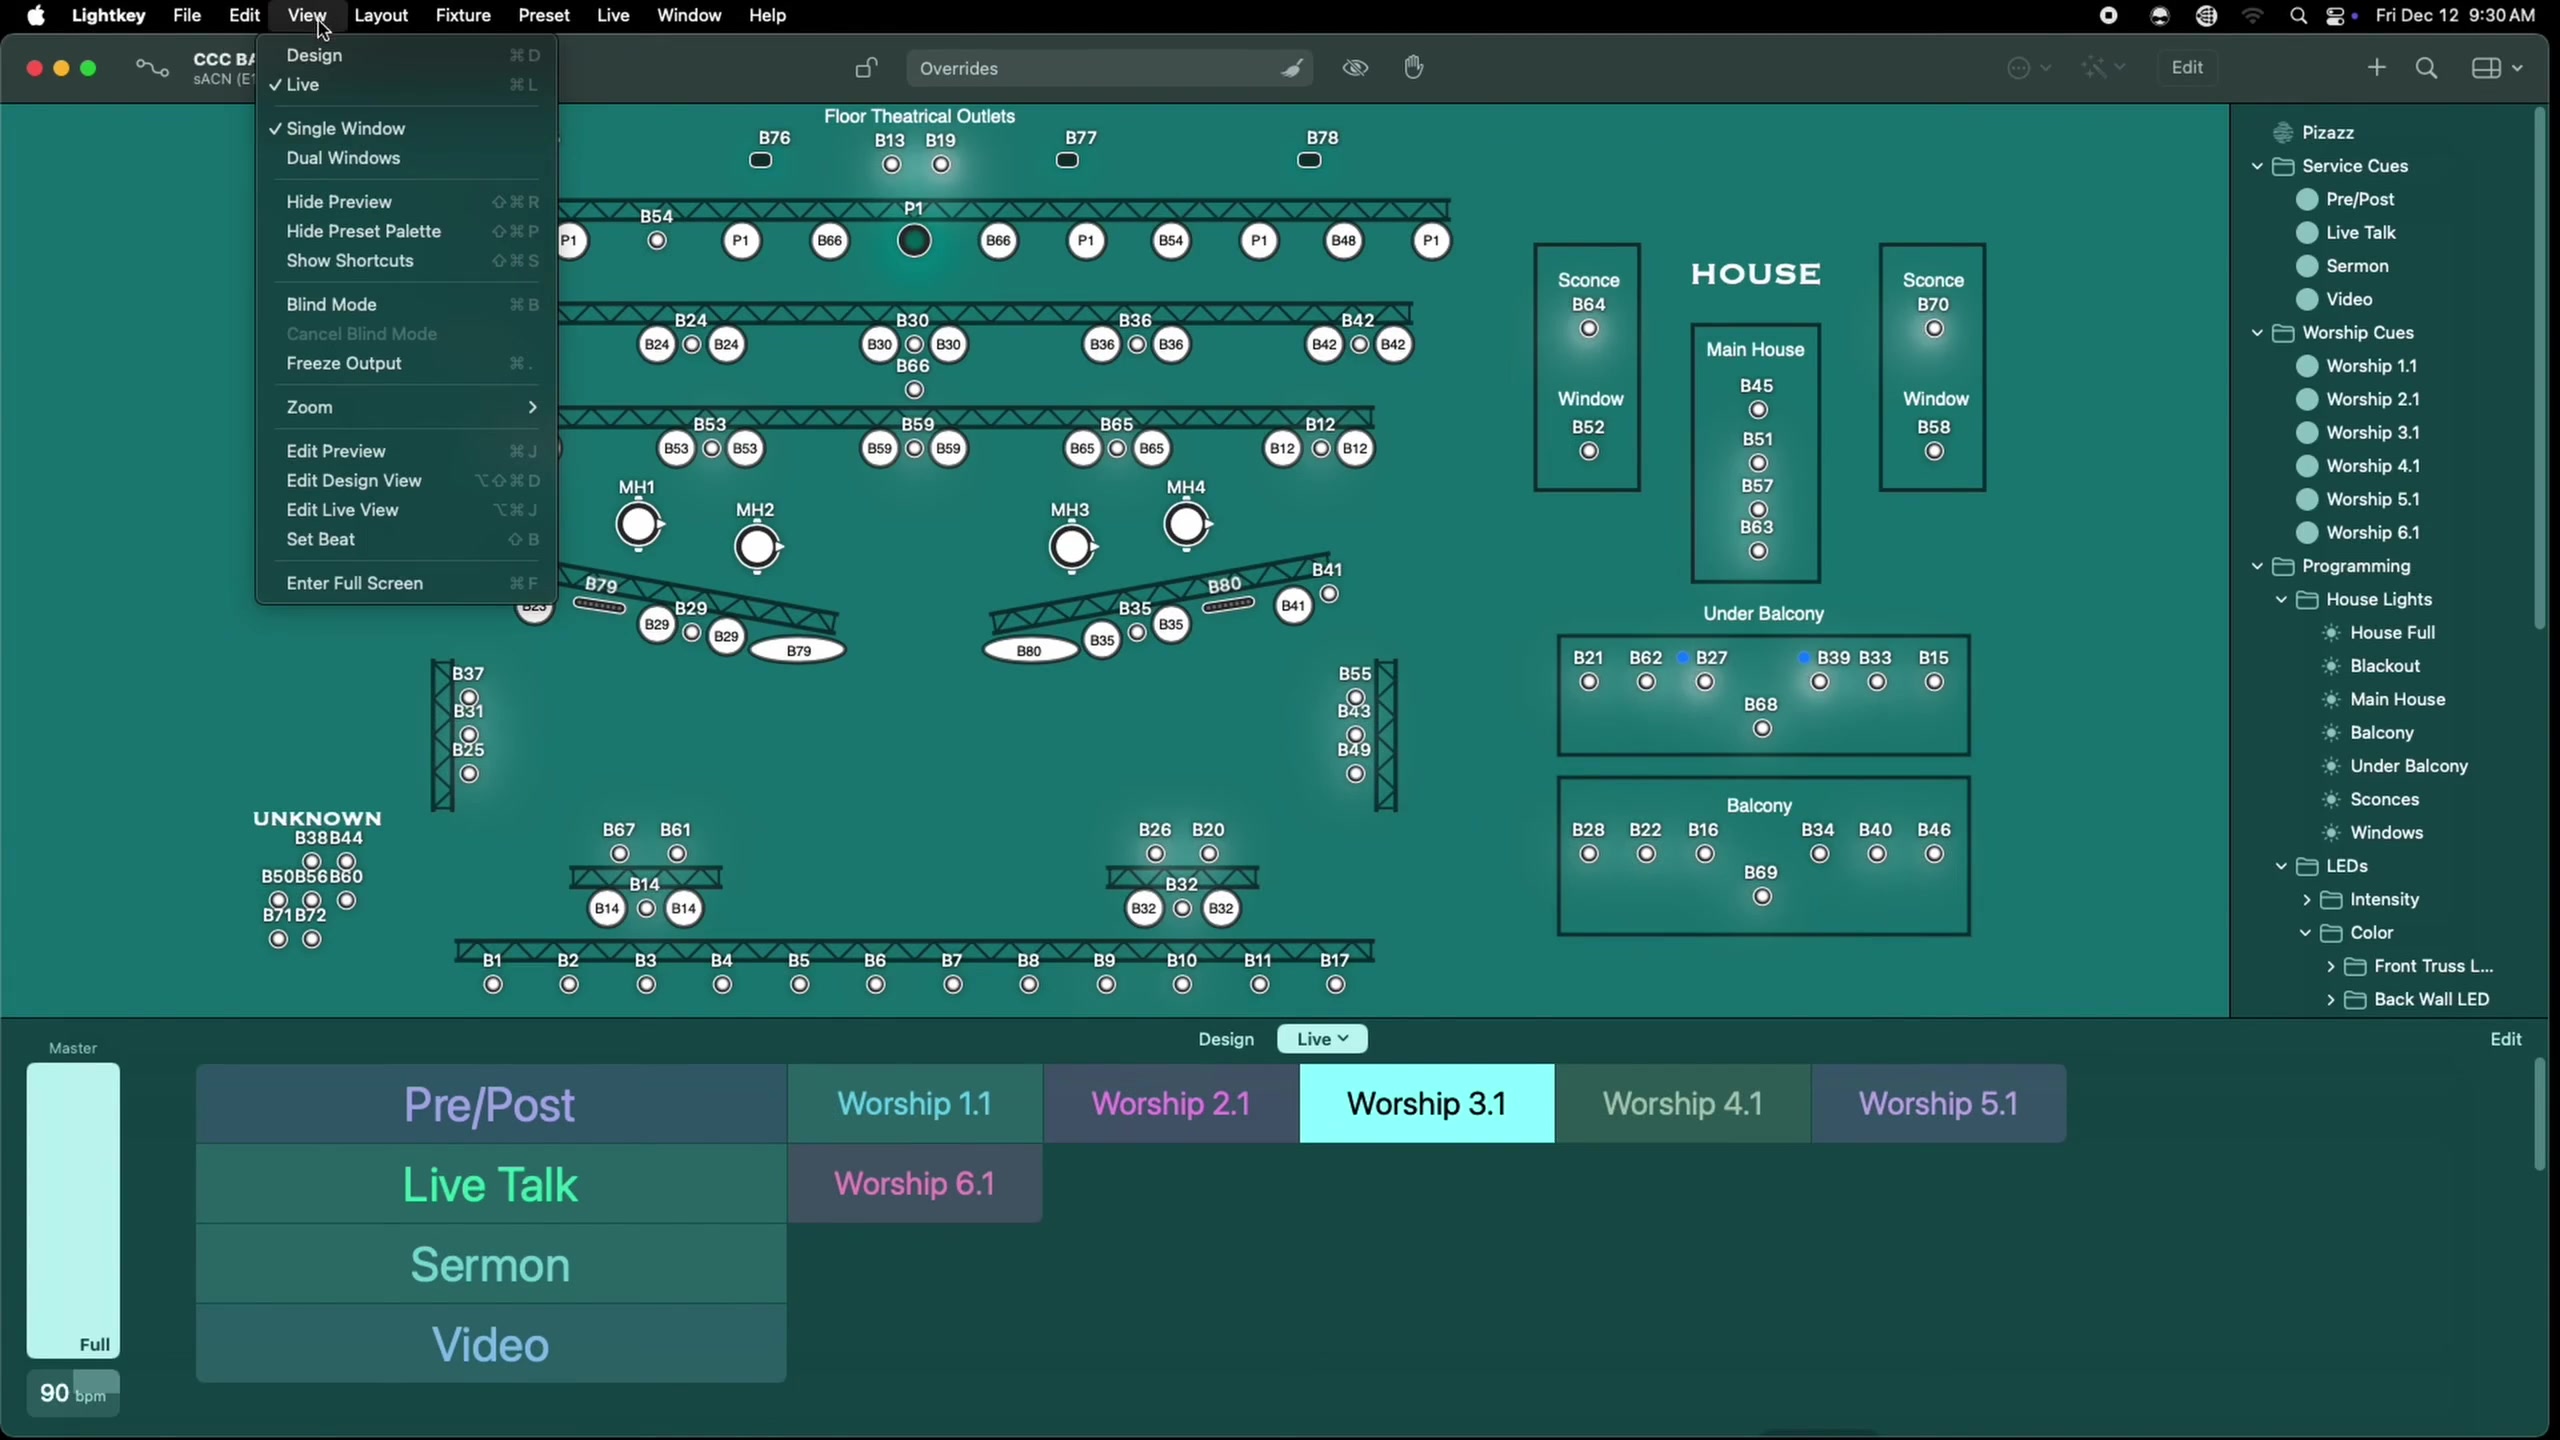 Lightkey File Edit View Layout Fixture Preset Live Window Help Fri Dec 12 9:30 AM
CCC BA
sACN (E1
Overrides
Edit
Design ⌘D
✓ Live ⌘L
✓ Single Window
Dual Windows
Hide Preview ⇧⌘R
Hide Preset Palette ⇧⌘P
Show Shortcuts ⇧⌘S
Blind Mode ⌘B
Cancel Blind Mode
Freeze Output ⌘.
Zoom
Edit Preview ⌘J
Edit Design View ⌥⇧⌘D
Edit Live View ⌥⌘J
Set Beat ⇧B
Enter Full Screen ⌘F
Floor Theatrical Outlets
B76 B13 B19 B77 B78
B54 P1
P1 P1 B66 B66 P1 B54 P1 B48 P1
B24 B30 B36 B42
B24 B24 B30 B30 B36 B36 B42 B42
B66
B53 B59 B65 B12
B53 B53 B59 B59 B65 B65 B12 B12
MH1 MH4
MH2 MH3
B79 B80 B41
B23 B29 B35 B41
B29 B29 B35 B35
B79 B80
B37 B55
B31 B43
B25 B49
UNKNOWN
B38 B44
B50 B56 B60
B71 B72
B67 B61 B26 B20
B14 B32
B14 B14 B32 B32
B1 B2 B3 B4 B5 B6 B7 B8 B9 B10 B11 B17
HOUSE
Sconce
B64
Window
B52
Main House
B45
B51
B57
B63
Sconce
B70
Window
B58
Under Balcony
B21 B62 B27 B39 B33 B15
B68
Balcony
B28 B22 B16 B34 B40 B46
B69
Pizazz
Service Cues
Pre/Post
Live Talk
Sermon
Video
Worship Cues
Worship 1.1
Worship 2.1
Worship 3.1
Worship 4.1
Worship 5.1
Worship 6.1
Programming
House Lights
House Full
Blackout
Main House
Balcony
Under Balcony
Sconces
Windows
LEDs
Intensity
Color
Front Truss L...
Back Wall LED
Design Live Edit
Master
Full
90 bpm
Pre/Post Worship 1.1 Worship 2.1 Worship 3.1 Worship 4.1 Worship 5.1
Live Talk Worship 6.1
Sermon
Video